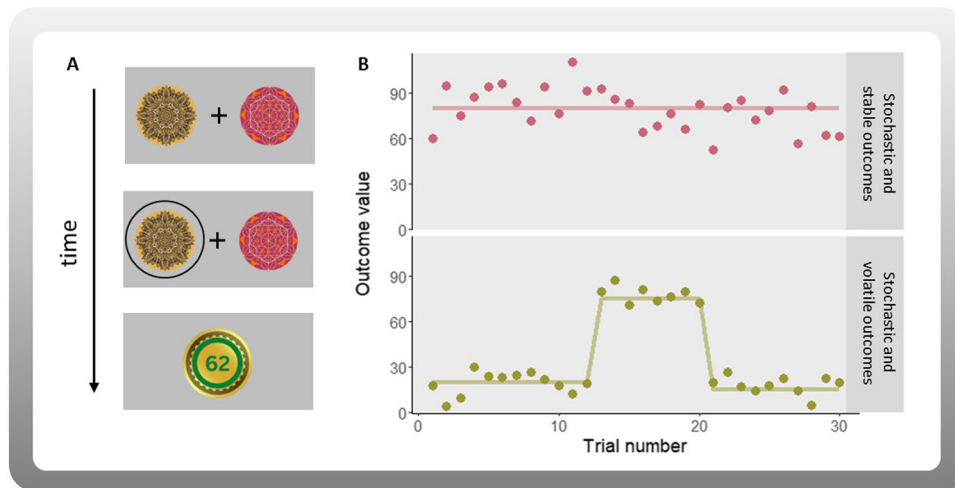 A
+
time
+
62
B
Outcome value
90
60
30
0
Stochastic and
stable outcomes
90
60
30
0
Stochastic and
volatile outcomes
0
10
20
30
Trial number